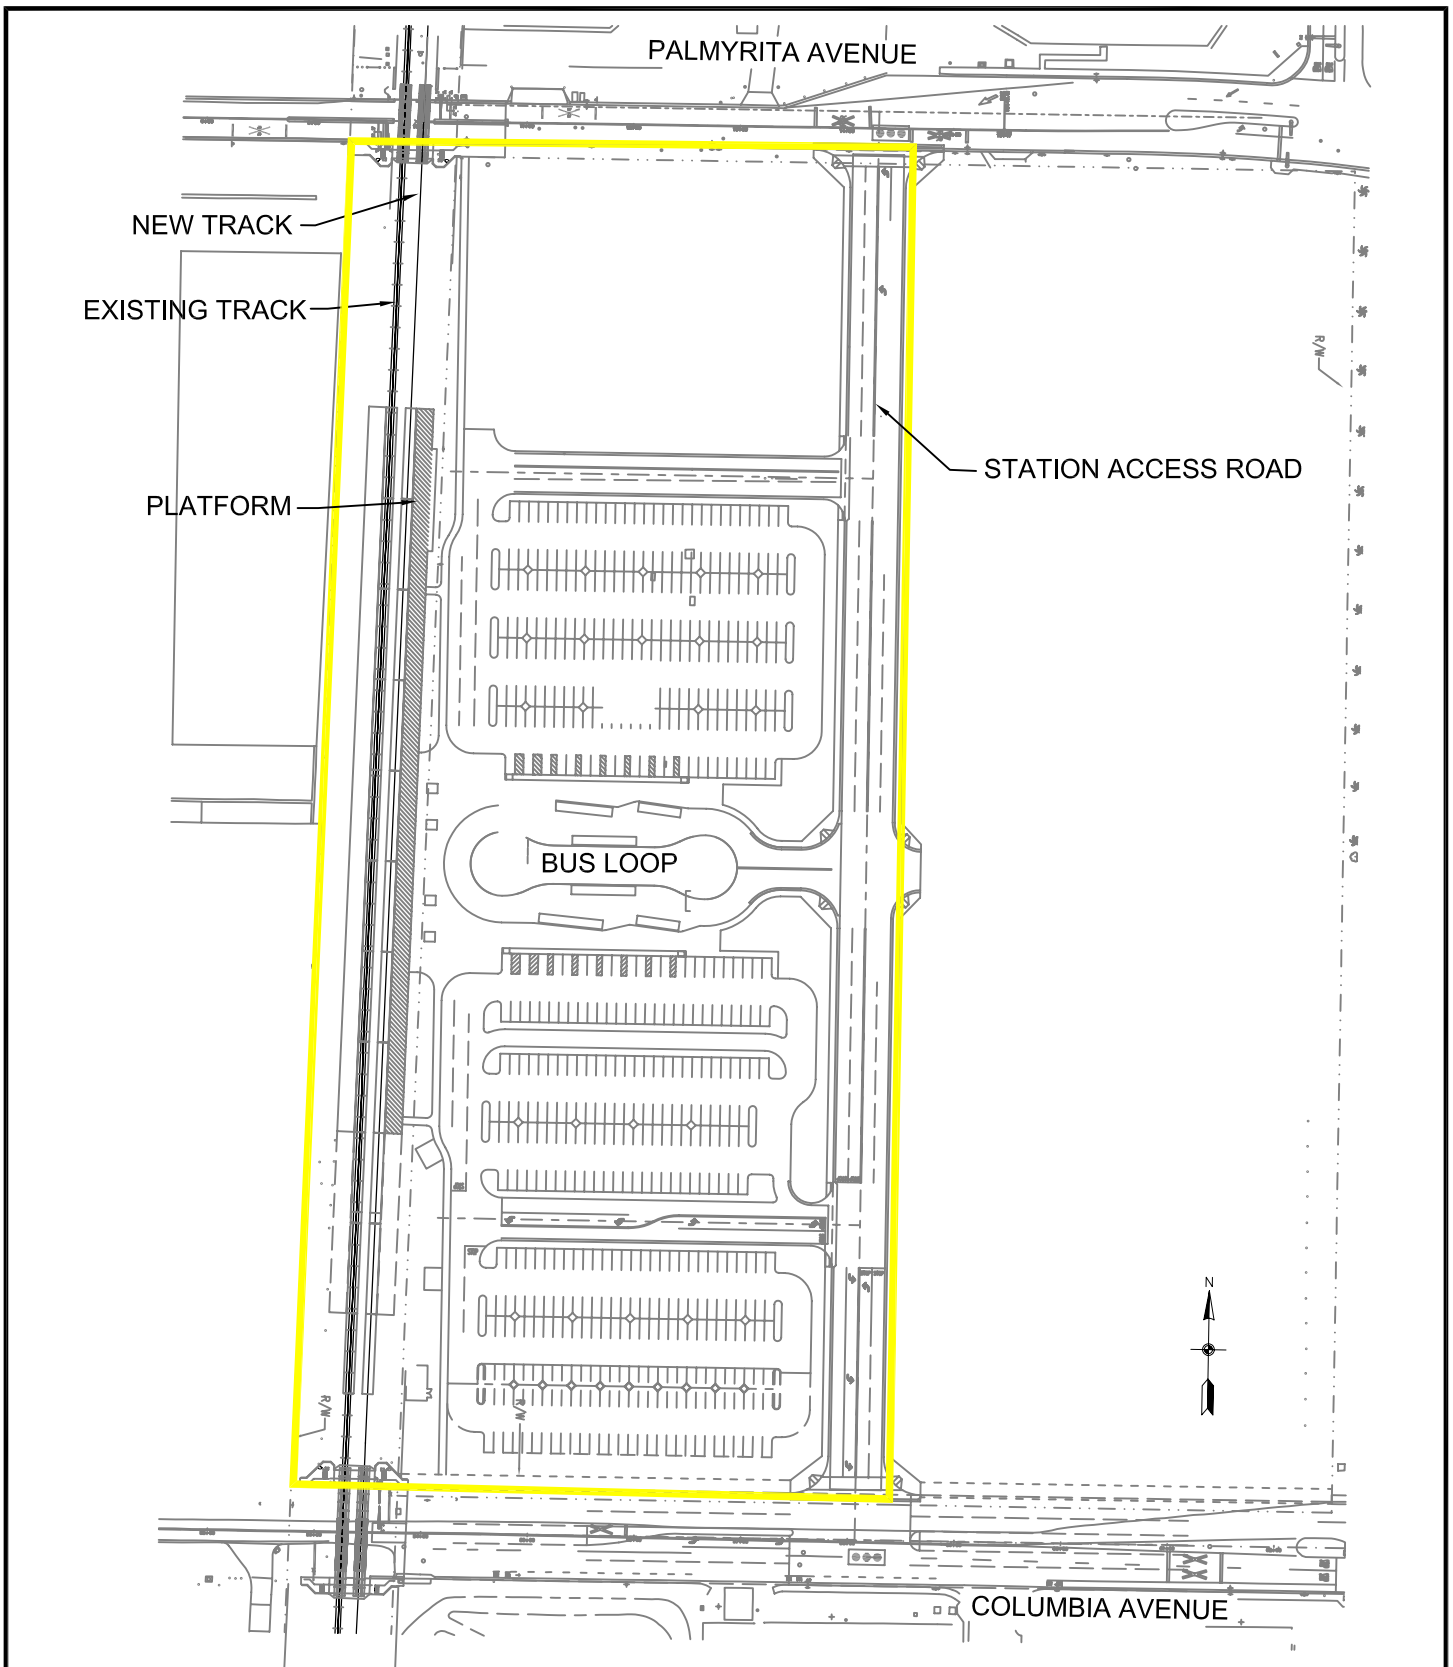 PALMYRITA AVENUE
NEW TRACK
EXISTING TRACK
R/W
STATION ACCESS ROAD
PLATFORM
BUS LOOP
N
R/W
R/W
COLUMBIA AVENUE